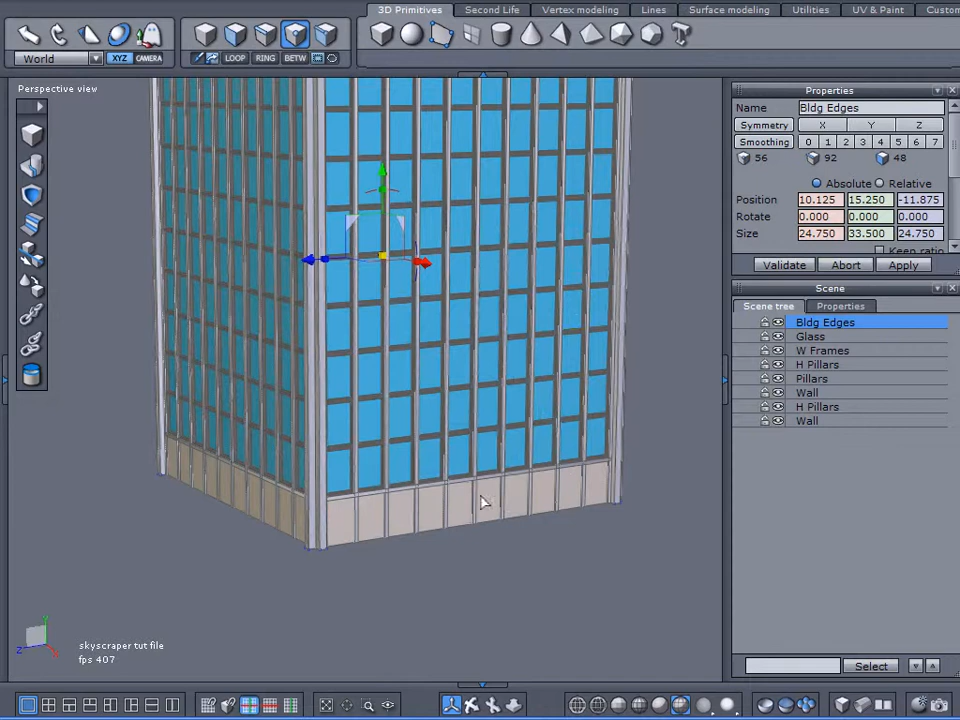 3D Primitives Second Life Vertex modeling Lines Surface modeling Utilities UV & Paint Custom
World XYZ CAMERA LOOP RING BETW
Perspective view
Properties
Name Bldg Edges
Symmetry X Y Z
Smoothing 0 1 2 3 4 5 6 7
56 92 48
Absolute Relative
Position 10.125 15.250 -11.875
Rotate 0.000 0.000 0.000
Size 24.750 33.500 24.750
Keep ratio
Validate Abort Apply
Scene
Scene tree Properties
Bldg Edges
Glass
W Frames
H Pillars
Pillars
Wall
H Pillars
Wall
Y
Z X
skyscraper tut file
fps 407
Select